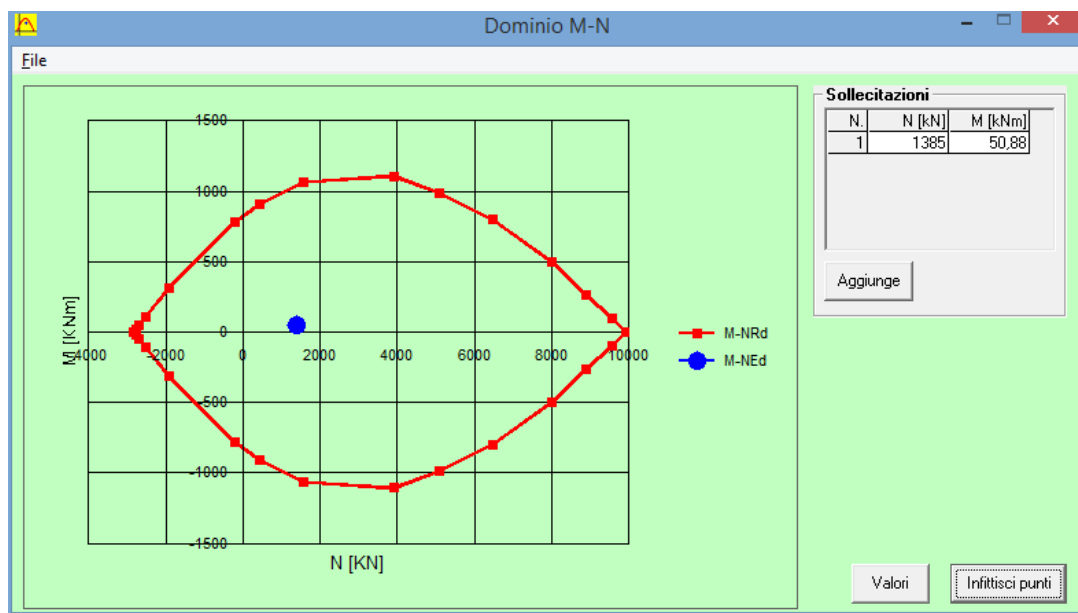 Dominio M-N
File
Sollecitazioni
N. N [kN] M [kNm]
1 1385 50,88
Aggiunge
1500
1000
500
0
-500
-1000
-1500
M [KNm]
-4000 -2000 0 2000 4000 6000 8000 10000
N [KN]
M-NRd
M-NEd
Valori Infittisci punti